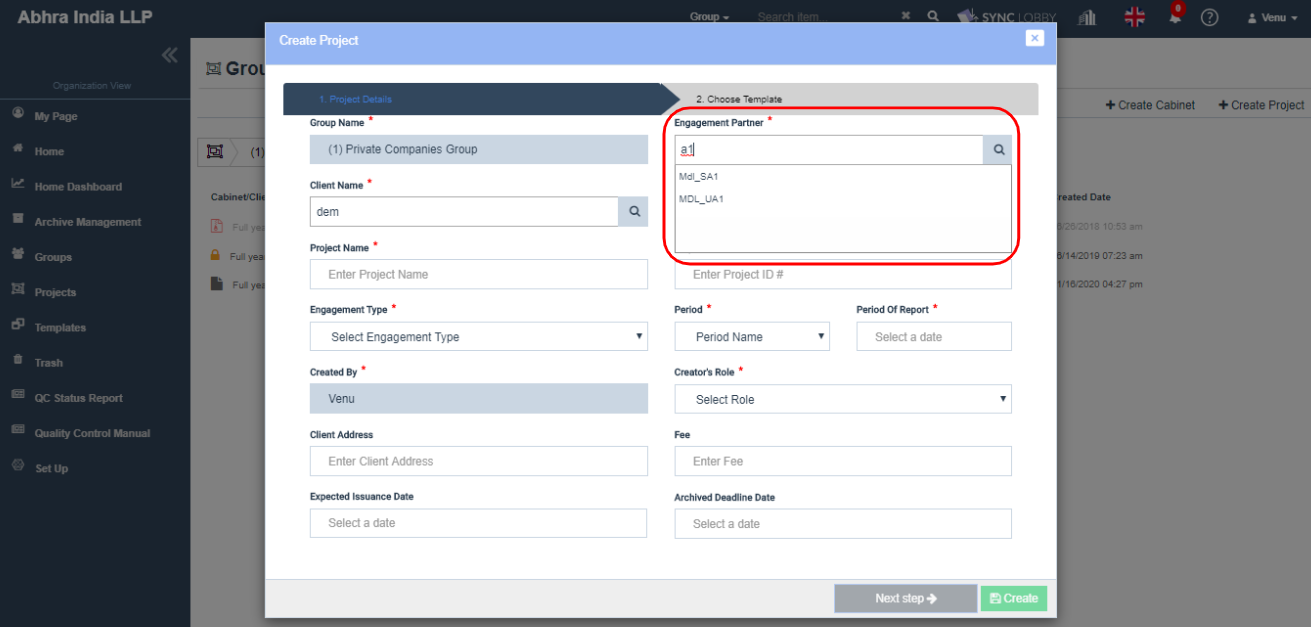 Abhra India LLP
Group
Search item...
SYNC LOBBY
0
Venu
Organization View
My Page
Home
Home Dashboard
Archive Management
Groups
Projects
Templates
Trash
QC Status Report
Quality Control Manual
Set Up
Grou
+ Create Cabinet
+ Create Project
(1)
Cabinet/Clie
reated Date
Full yea
6/26/2018 10:53 am
Full yea
6/14/2019 07:23 am
Full yea
1/16/2020 04:27 pm
Create Project
1. Project Details
2. Choose Template
Group Name *
(1) Private Companies Group
Engagement Partner *
a1
Mdl_SA1
MDL_UA1
Client Name *
dem
Project Name *
Enter Project Name
Enter Project ID #
Engagement Type *
Select Engagement Type
Period *
Period Name
Period Of Report *
Select a date
Created By *
Venu
Creator's Role *
Select Role
Client Address
Enter Client Address
Fee
Enter Fee
Expected Issuance Date
Select a date
Archived Deadline Date
Select a date
Next step
Create